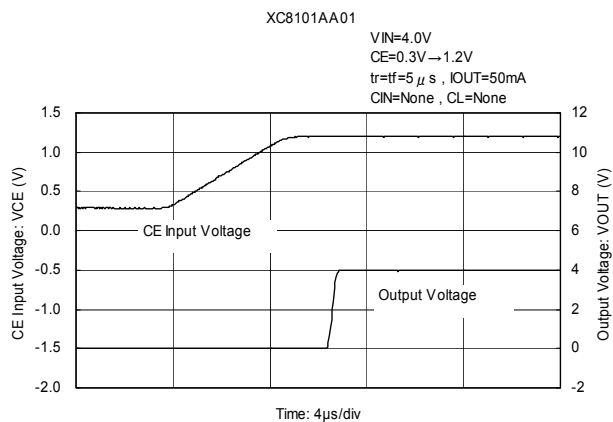 XC8101AA01
VIN=4.0V
CE=0.3V→1.2V
tr=tf=5μs , IOUT=50mA
CIN=None , CL=None
CE Input Voltage: VCE (V)
1.5
1.0
0.5
0.0
-0.5
-1.0
-1.5
-2.0
CE Input Voltage
Output Voltage
12
10
8
6
4
2
0
-2
Output Voltage: VOUT (V)
Time: 4μs/div